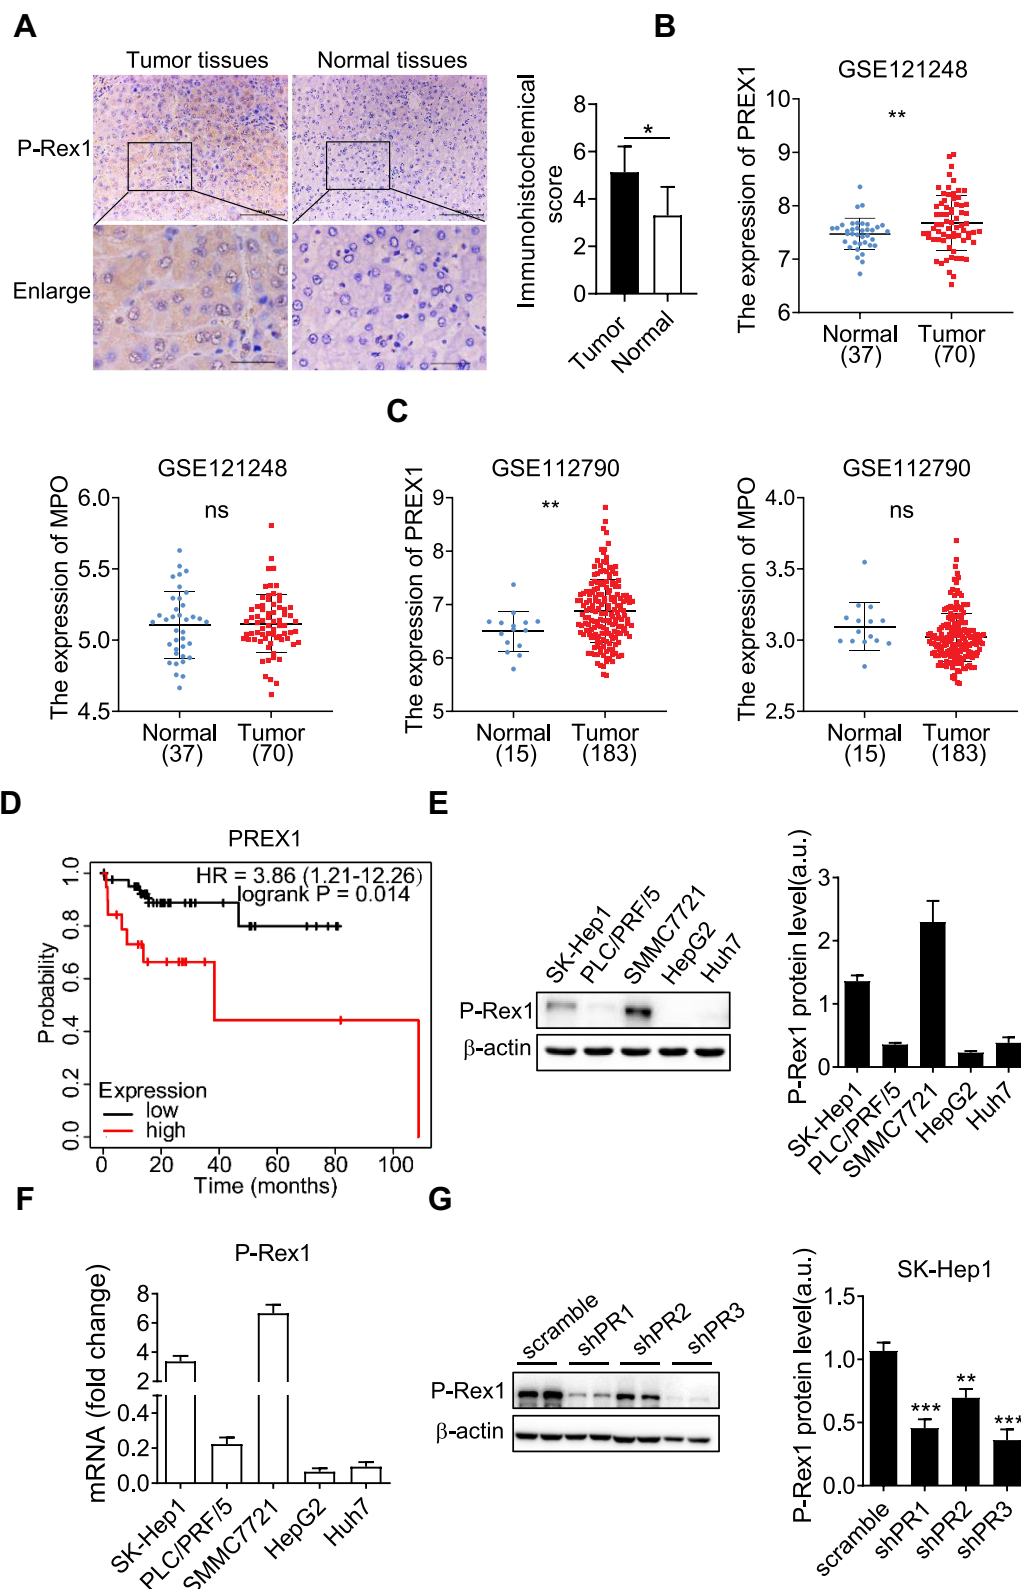 A
Tumor tissues
Normal tissues
P-Rex1
Enlarge
Immunohistochemical
score
8
6
4
2
0
*
Tumor
Normal
B
GSE121248
The expression of PREX1
10
9
8
7
6
**
Normal
(37)
Tumor
(70)
GSE121248
The expression of MPO
6.0
5.5
5.0
4.5
ns
Normal
(37)
Tumor
(70)
C
GSE112790
The expression of PREX1
9
8
7
6
5
**
Normal
(15)
Tumor
(183)
GSE112790
The expression of MPO
4.0
3.5
3.0
2.5
ns
Normal
(15)
Tumor
(183)
D
PREX1
HR = 3.86 (1.21-12.26)
logrank P = 0.014
Probability
1.0
0.8
0.6
0.4
0.2
0.0
Expression
low
high
0 20 40 60 80 100
Time (months)
E
SK-Hep1
PLC/PRF/5
SMMC7721
HepG2
Huh7
P-Rex1
β-actin
P-Rex1 protein level(a.u.)
3
2
1
0
SK-Hep1
PLC/PRF/5
SMMC7721
HepG2
Huh7
F
P-Rex1
mRNA (fold change)
8
6
4
2
0.4
0.2
0.0
SK-Hep1
PLC/PRF/5
SMMC7721
HepG2
Huh7
G
scramble
shPR1
shPR2
shPR3
P-Rex1
β-actin
SK-Hep1
P-Rex1 protein level(a.u.)
1.5
1.0
0.5
0.0
***
**
***
scramble
shPR1
shPR2
shPR3